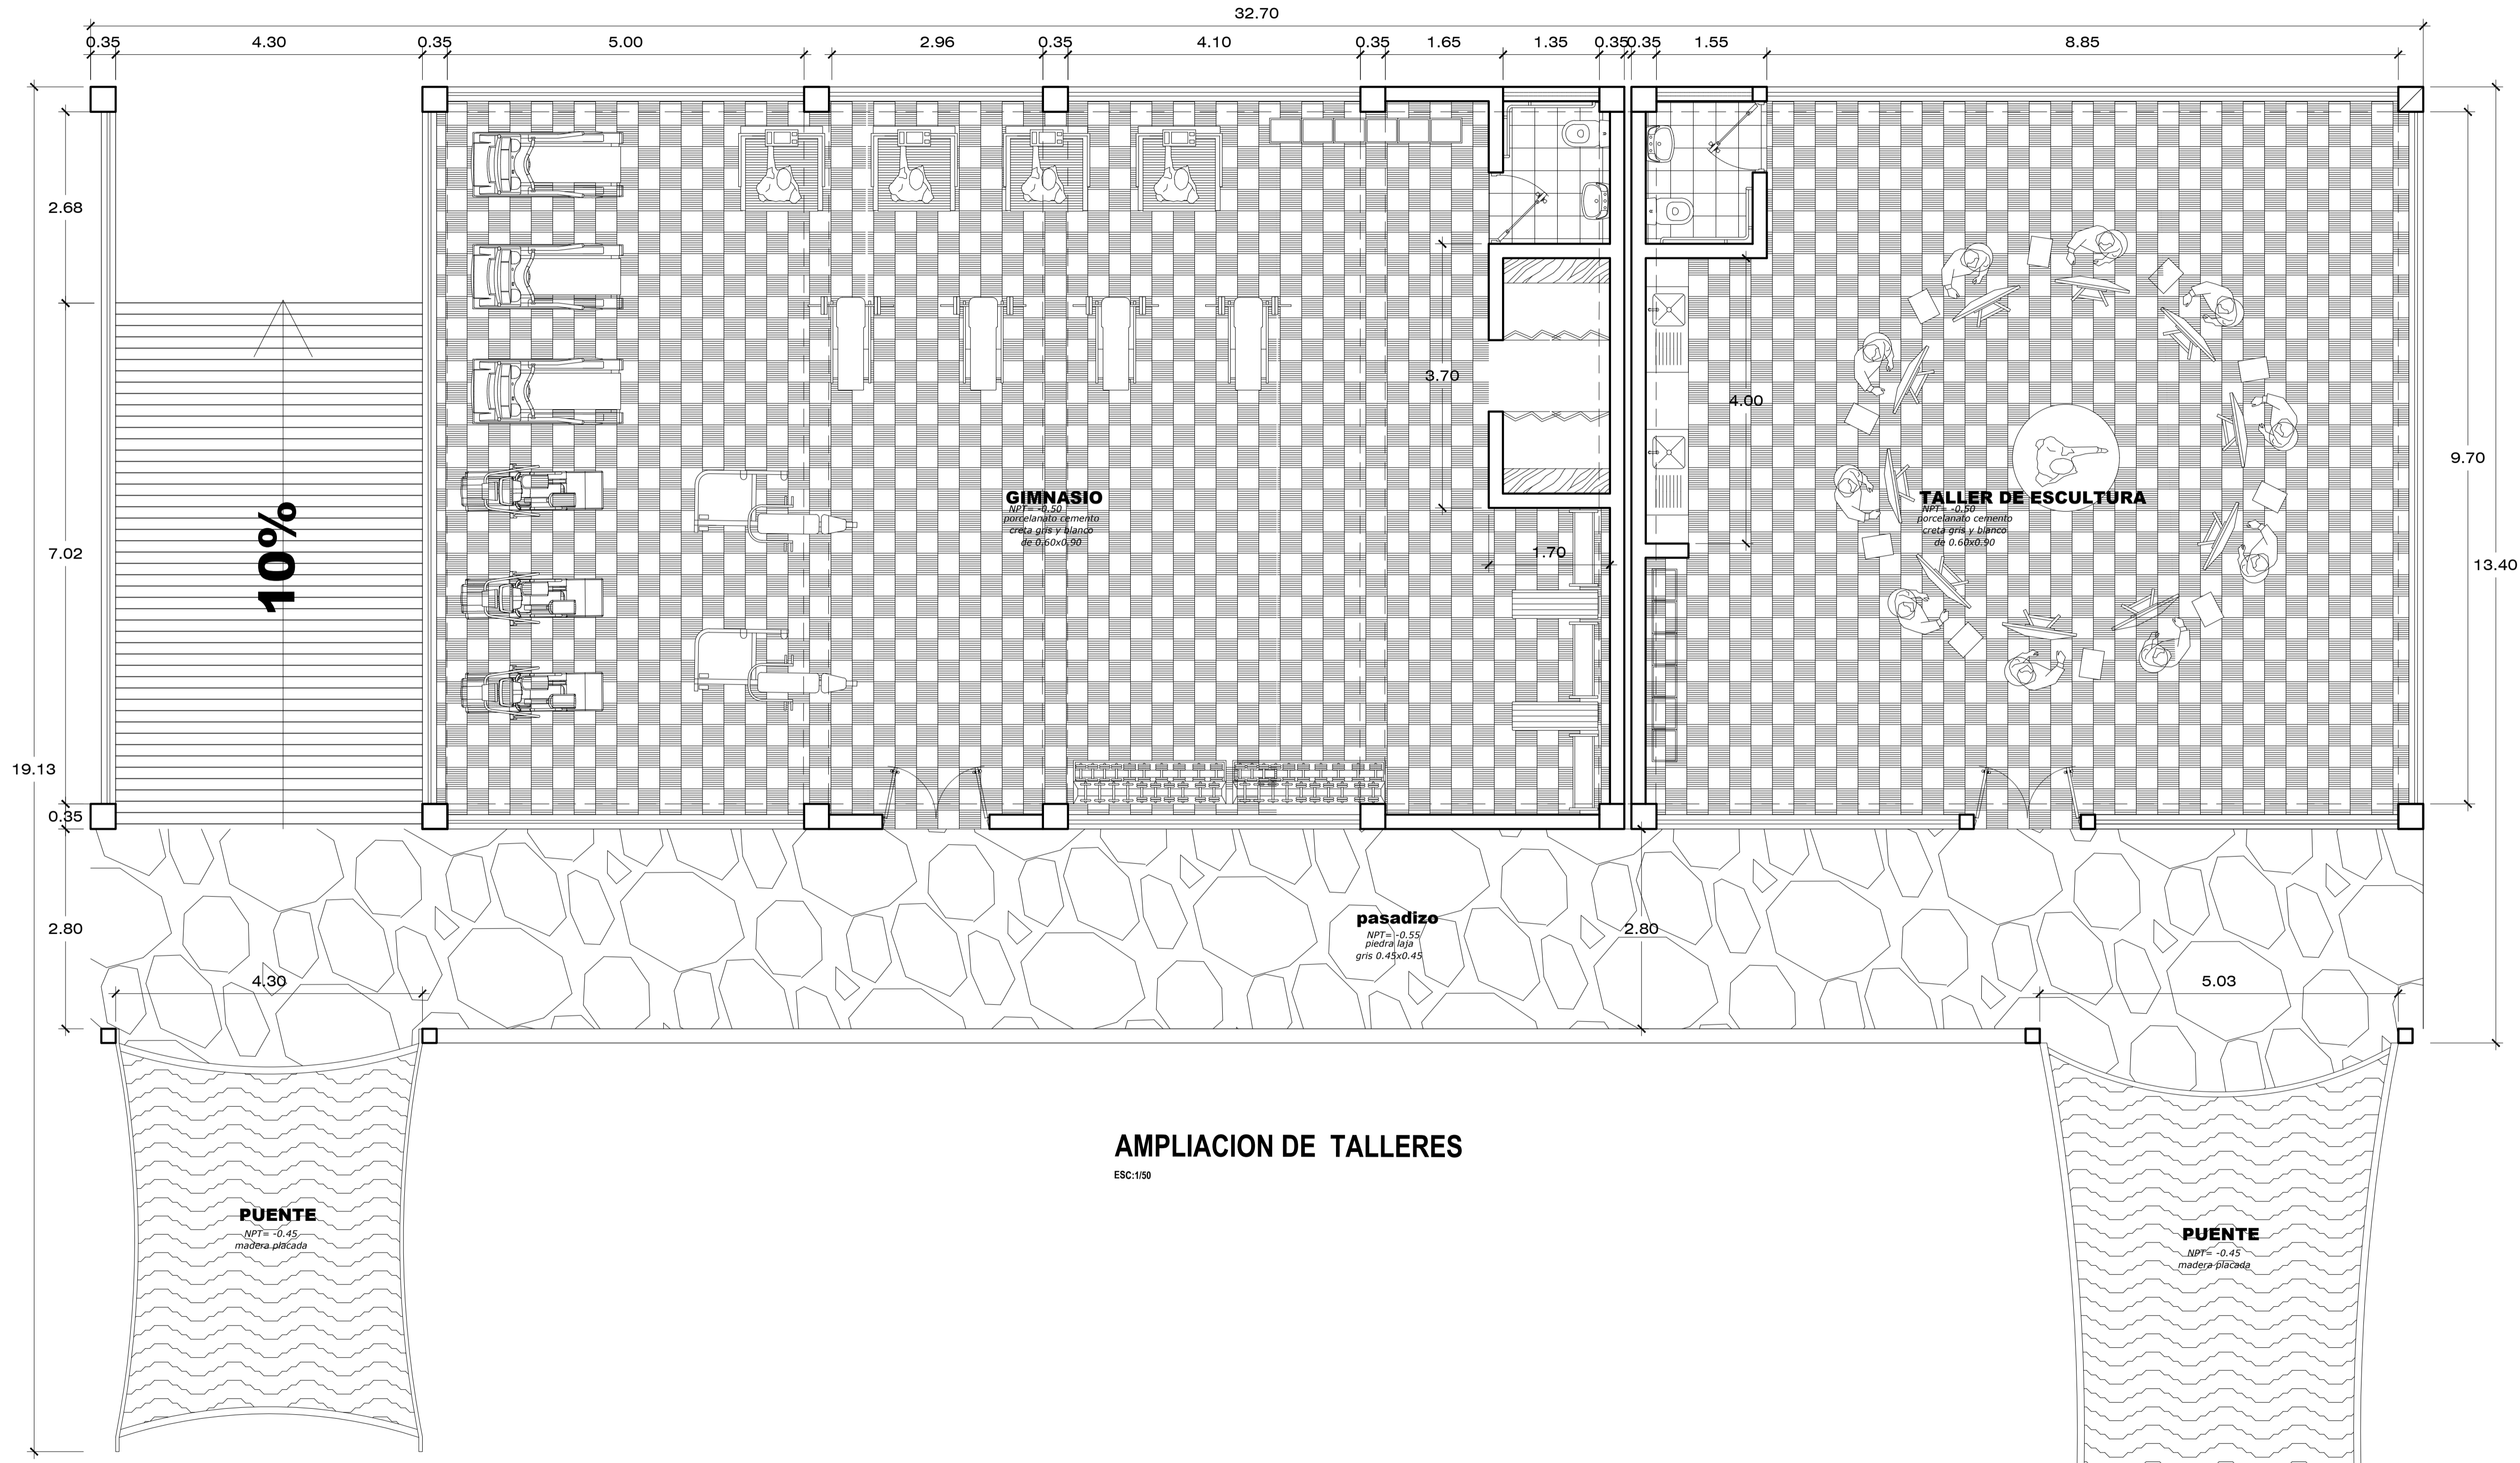 32.70
0.35 4.30 0.35 5.00 2.96 0.35 4.10 0.35 1.65 1.35 0.35 0.35 1.55 8.85
2.68
3.70
4.00
9.70
GIMNASIO
NPT= -0.50
porcelanato cemento
creta gris y blanco
de 0.60x0.90
TALLER DE ESCULTURA
NPT= -0.50
porcelanato cemento
creta gris y blanco
de 0.60x0.90
10%
7.02
1.70
13.40
19.13
0.35
2.80
pasadizo
NPT= -0.55
piedra laja
gris 0.45x0.45
2.80
4.30
5.03
AMPLIACION DE TALLERES
ESC:1/50
PUENTE
NPT= -0.45
madera placada
PUENTE
NPT= -0.45
madera placada